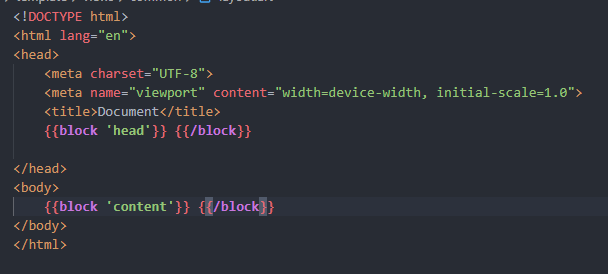 <!DOCTYPE html>
<html lang="en">
<head>
    <meta charset="UTF-8">
    <meta name="viewport" content="width=device-width, initial-scale=1.0">
    <title>Document</title>
    {{block 'head'}} {{/block}}
</head>
<body>
    {{block 'content'}} {{/block}}
</body>
</html>